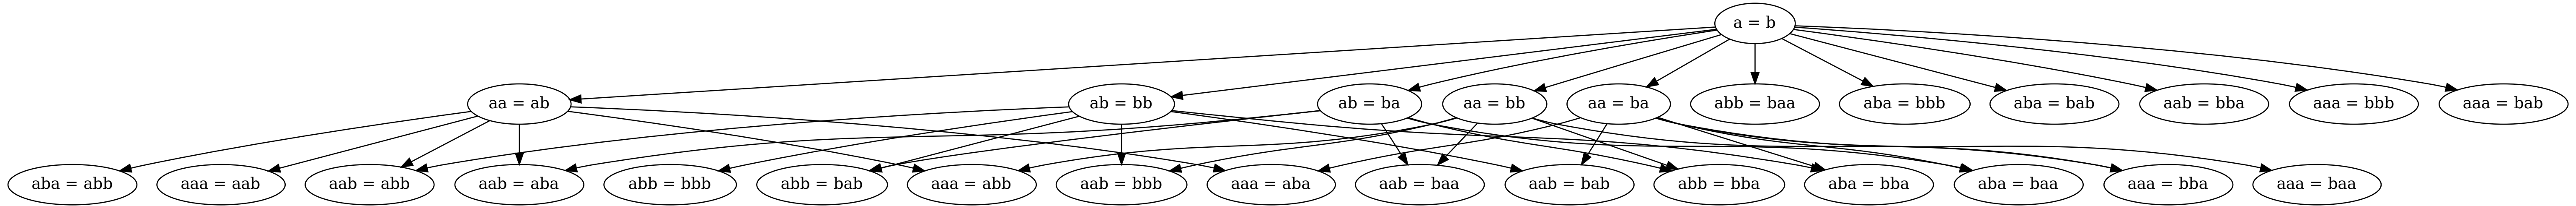 a = b
aa = ab
ab = bb
ab = ba
aa = bb
aa = ba
abb = baa
aba = bbb
aba = bab
aab = bba
aaa = bbb
aaa = bab
aba = abb
aaa = aab
aab = abb
aab = aba
abb = bbb
abb = bab
aaa = abb
aab = bbb
aaa = aba
aab = baa
aab = bab
abb = bba
aba = bba
aba = baa
aaa = bba
aaa = baa